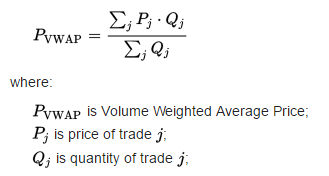 P_VWAP = ∑_j P_j · Q_j / ∑_j Q_j
where:
P_VWAP is Volume Weighted Average Price;
P_j is price of trade j;
Q_j is quantity of trade j;